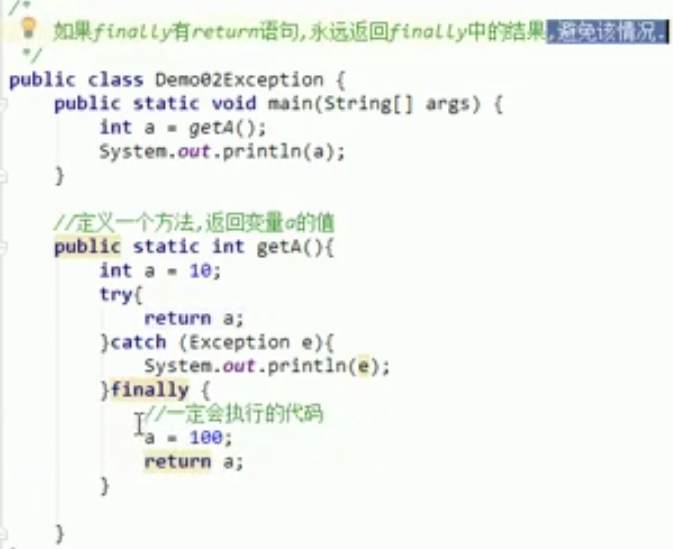 /*
如果finally有return语句,永远返回finally中的结果,避免该情况.
*/
public class Demo02Exception {
public static void main(String[] args) {
int a = getA();
System.out.println(a);
}
//定义一个方法,返回变量a的值
public static int getA(){
int a = 10;
try{
return a;
}catch (Exception e){
System.out.println(e);
}finally {
//一定会执行的代码
a = 100;
return a;
}
}